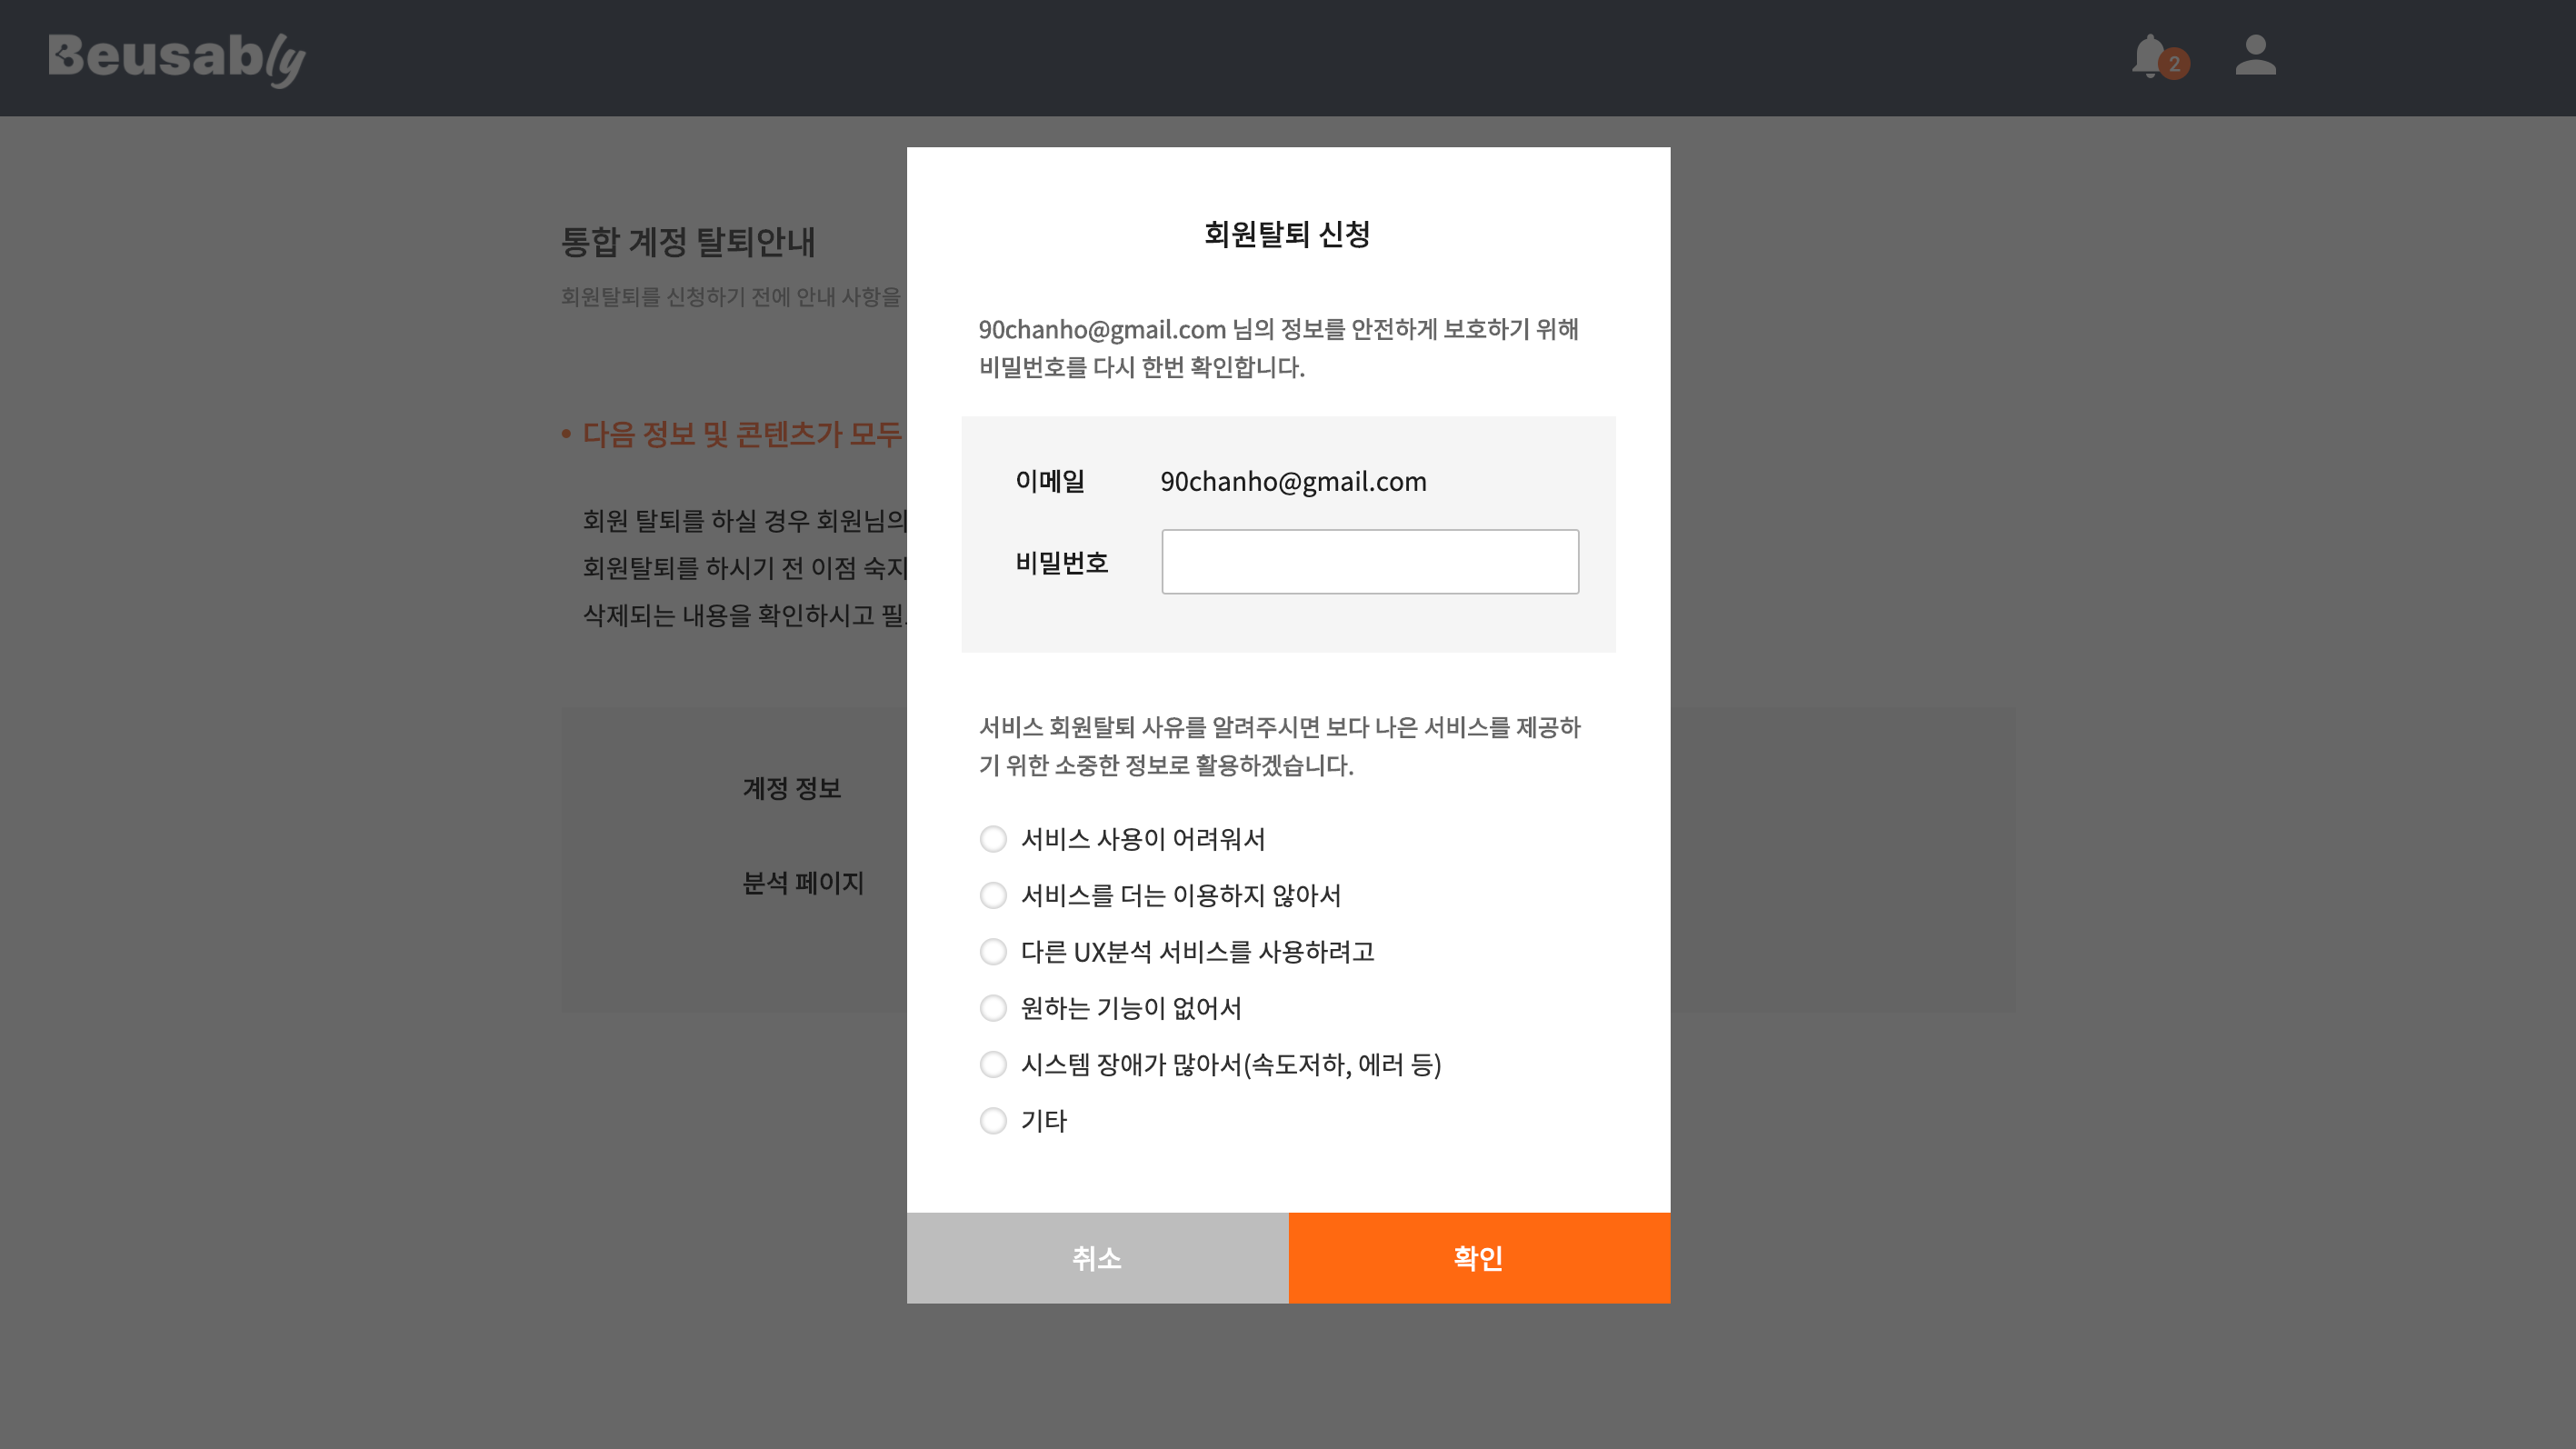 Beusably
2
통합 계정 탈퇴안내
회원탈퇴를 신청하기 전에 안내 사항을
• 다음 정보 및 콘텐츠가 모두
회원 탈퇴를 하실 경우 회원님의
회원탈퇴를 하시기 전 이점 숙지
삭제되는 내용을 확인하시고
계정 정보
분석 페이지
회원탈퇴 신청
90chanho@gmail.com 님의 정보를 안전하게 보호하기 위해
비밀번호를 다시 한번 확인합니다.
이메일 90chanho@gmail.com
비밀번호
서비스 회원탈퇴 사유를 알려주시면 보다 나은 서비스를 제공하
기 위한 소중한 정보로 활용하겠습니다.
서비스 사용이 어려워서
서비스를 더는 이용하지 않아서
다른 UX분석 서비스를 사용하려고
원하는 기능이 없어서
시스템 장애가 많아서(속도저하, 에러 등)
기타
취소
확인